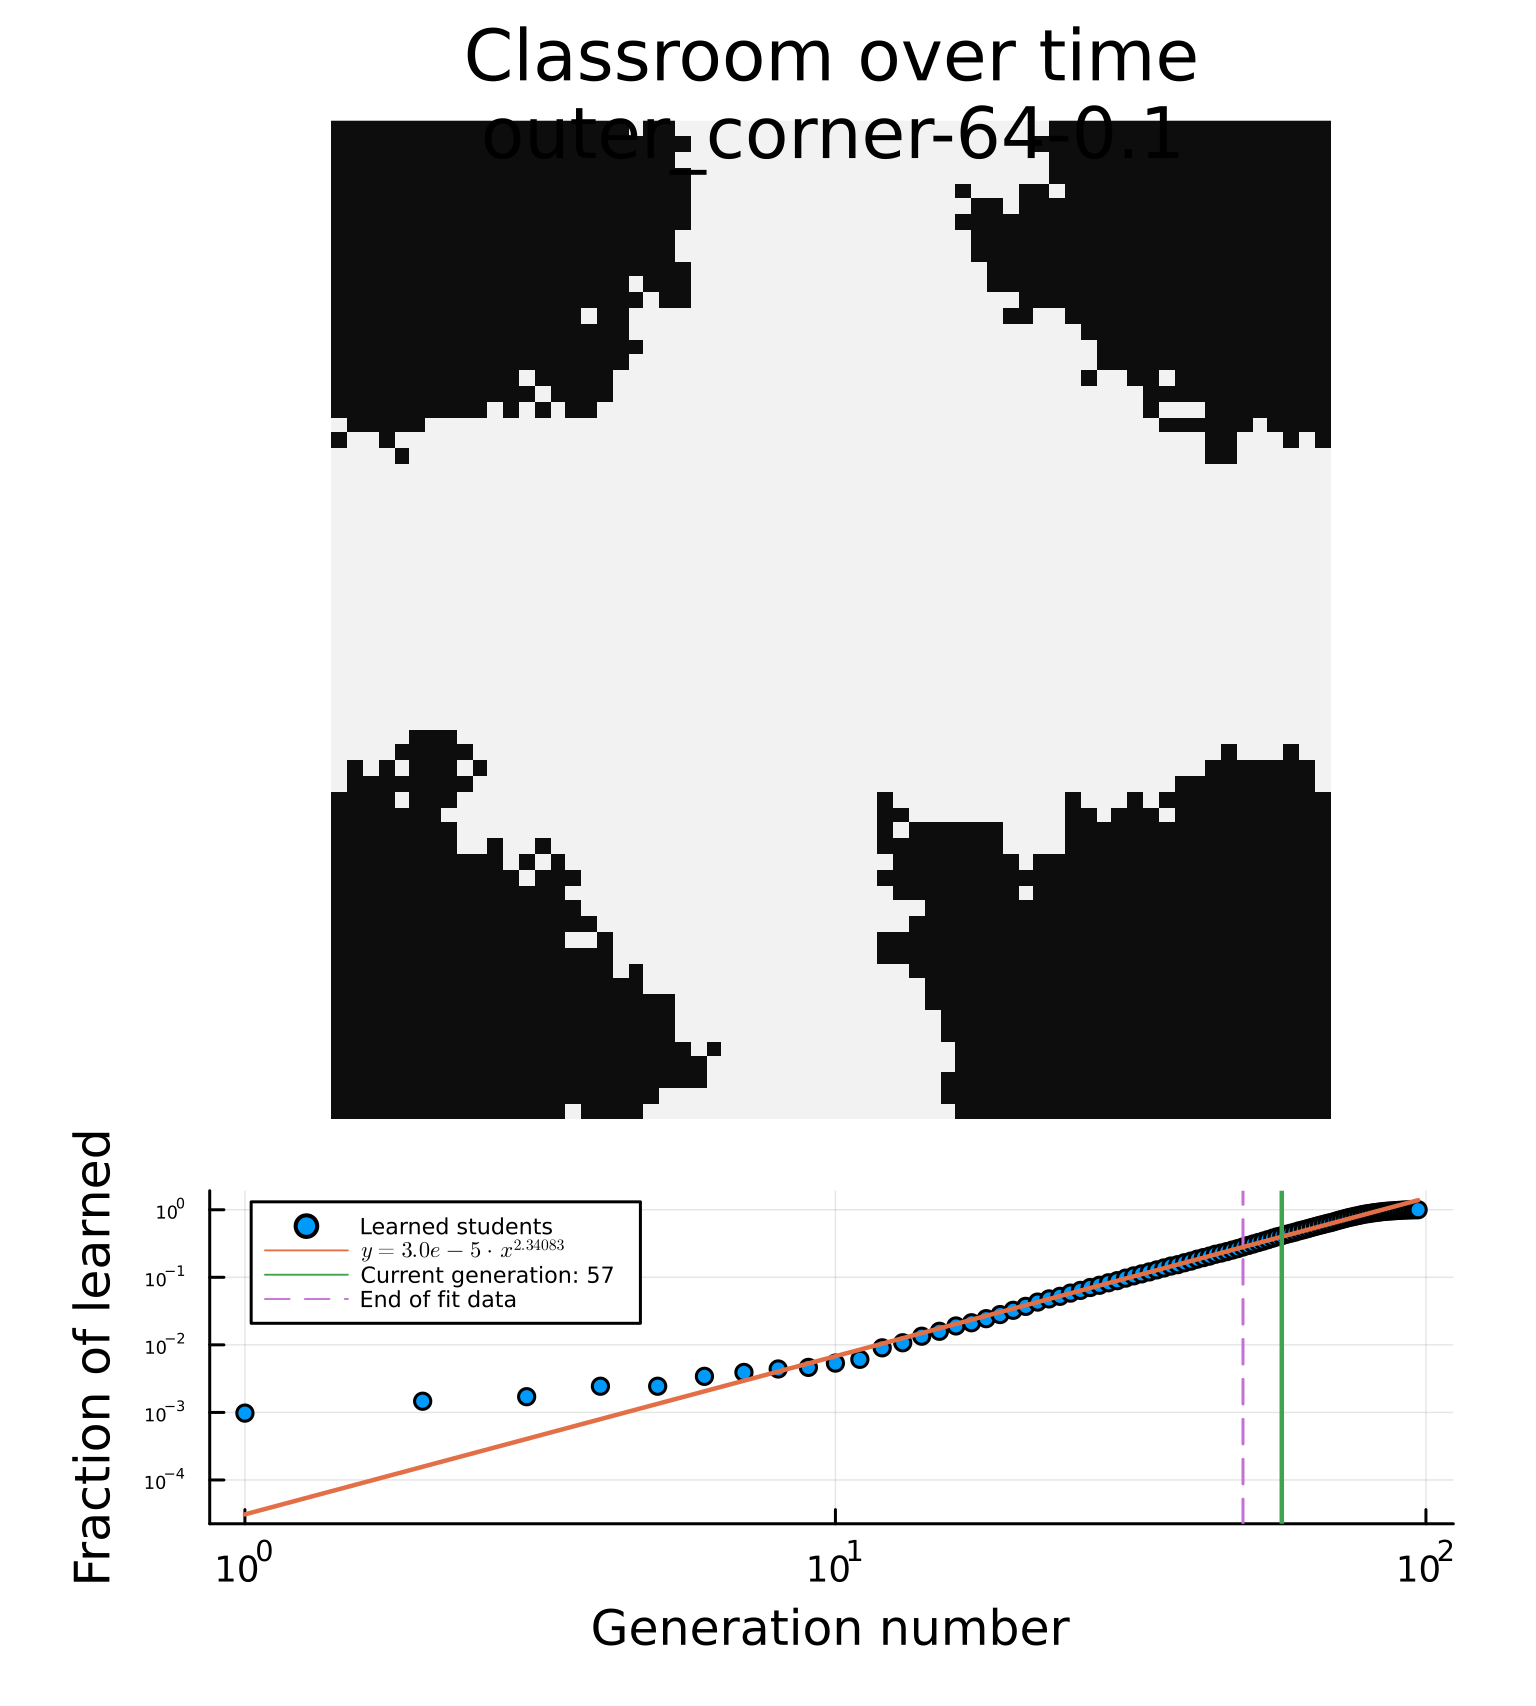 Classroom over time
outer_corner-64-0.1
Fraction of learned
10^0
10^-1
10^-2
10^-3
10^-4
Learned students
y = 3.0e - 5 · x^2.34083
Current generation: 57
End of fit data
10^0
10^1
10^2
Generation number